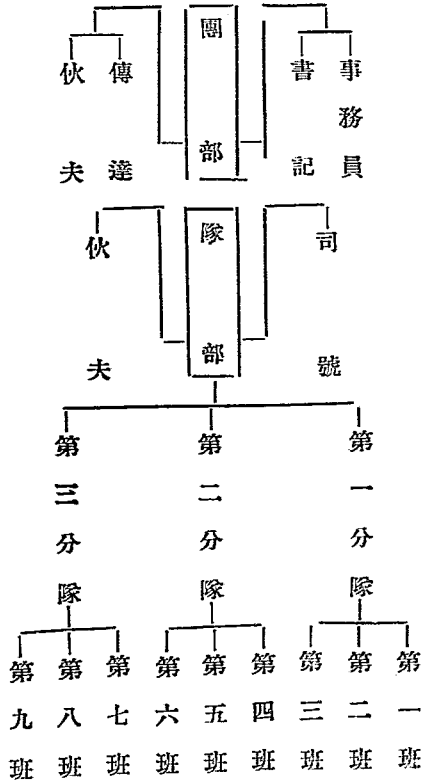 事務員
書記
團部
傳達
伙夫
司號
隊部
伙夫
第一分隊
第二分隊
第三分隊
第一班
第二班
第三班
第四班
第五班
第六班
第七班
第八班
第九班